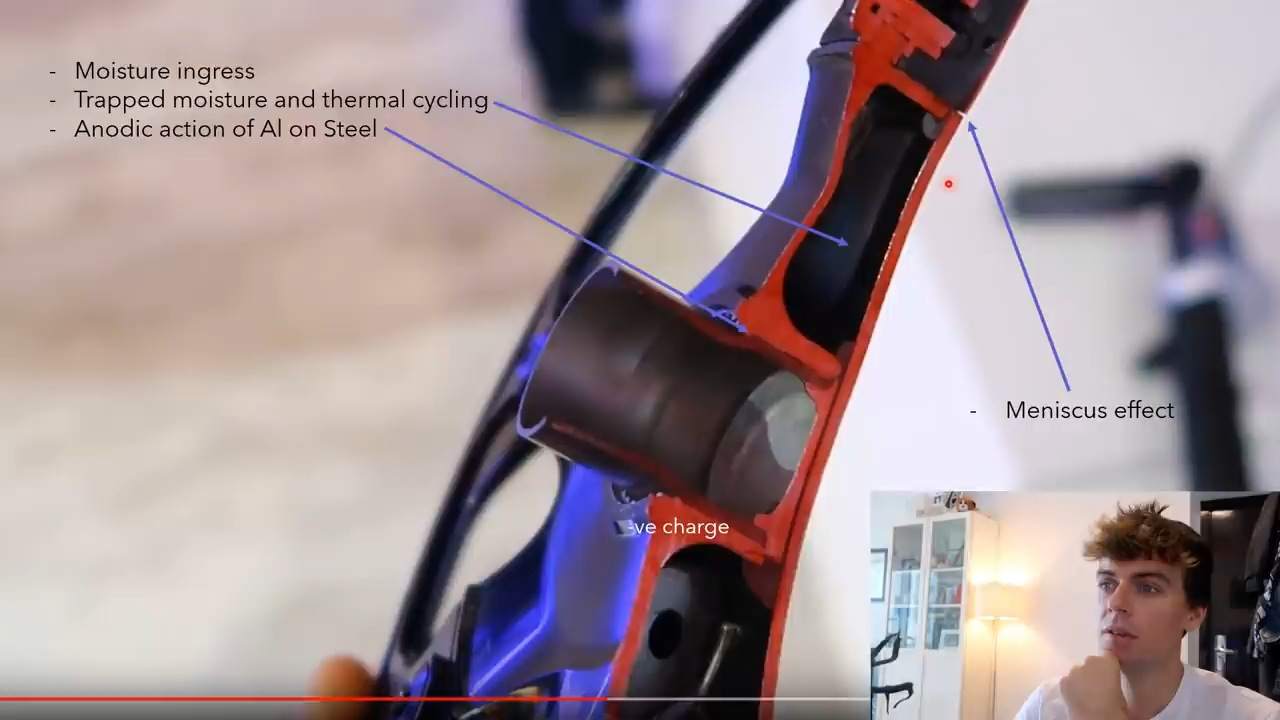 - Moisture ingress
- Trapped moisture and thermal cycling
- Anodic action of Al on Steel
- Meniscus effect
-ve charge